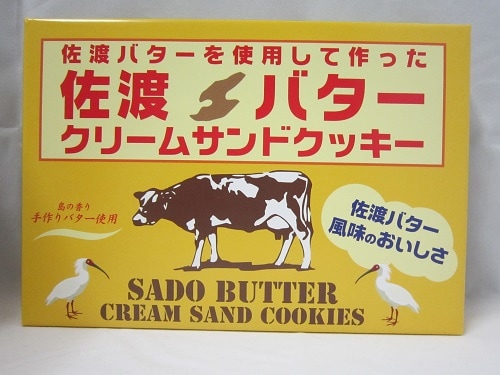 佐渡バターを使用して作った
佐渡バター
クリームサンドクッキー
島の香り
手作りバター使用
佐渡バター
風味のおいしさ
SADO BUTTER
CREAM SAND COOKIES